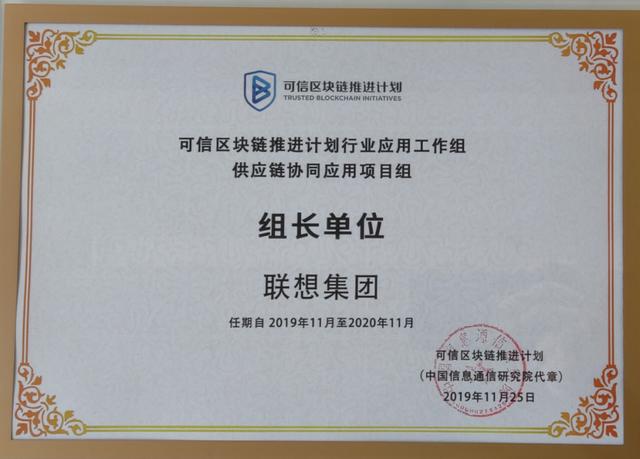 可信区块链推进计划
TRUSTED BLOCKCHAIN INITIATIVES
可信区块链推进计划行业应用工作组
供应链协同应用项目组
组长单位
联想集团
任期自 2019年11月至2020年11月
可信区块链推进计划
（中国信息通信研究院代章）
2019年11月25日